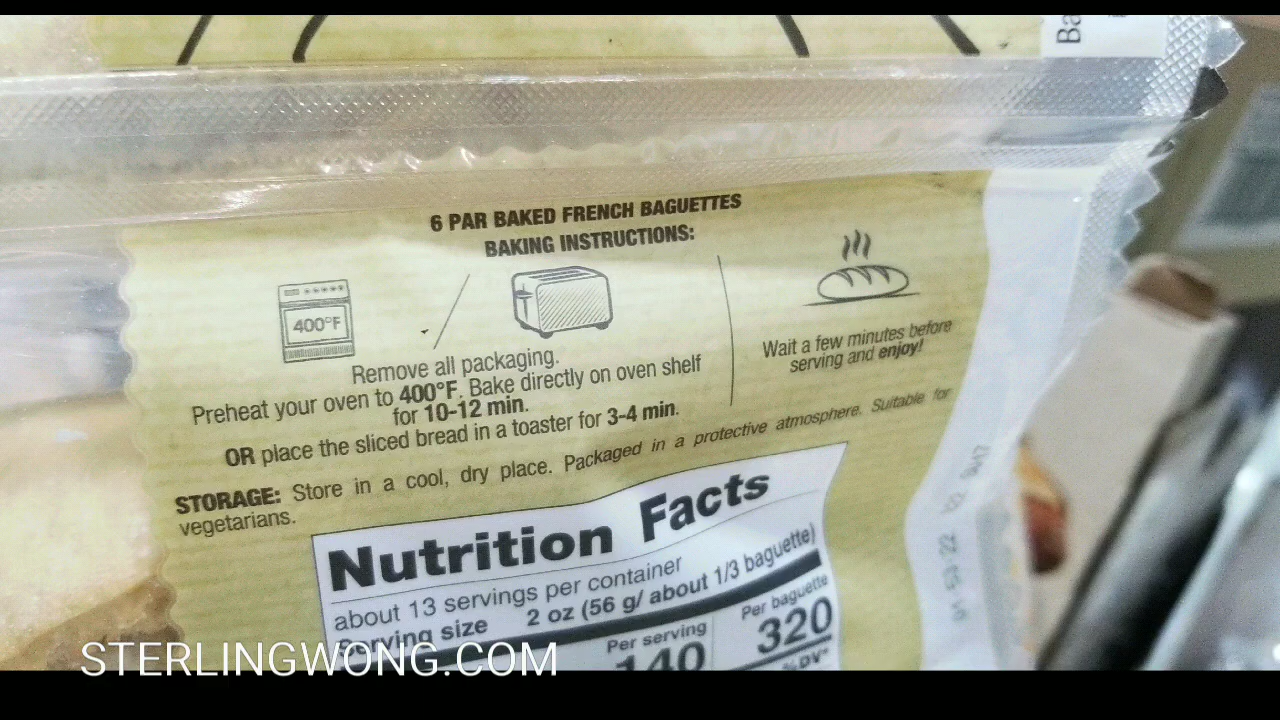 Ba
6 PAR BAKED FRENCH BAGUETTES
BAKING INSTRUCTIONS:
400°F
Remove all packaging.
Preheat your oven to 400°F. Bake directly on oven shelf
for 10-12 min.
OR place the sliced bread in a toaster for 3-4 min.
Wait a few minutes before
serving and enjoy!
STORAGE: Store in a cool, dry place. Packaged in a protective atmosphere. Suitable for
vegetarians.
Nutrition Facts
about 13 servings per container
Serving size 2 oz (56 g/ about 1/3 baguette)
Per serving Per baguette
140 320
%DV*
STERLINGWONG.COM